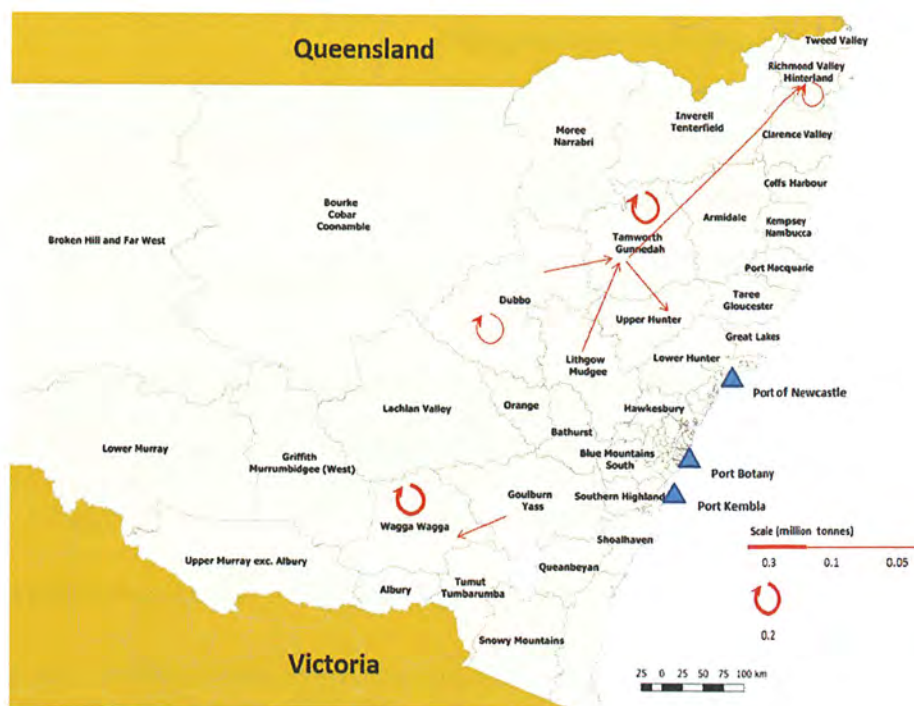 Queensland
Tweed Valley
Richmond Valley
Hinterland
Inverell
Tenterfield
Moree
Narrabri
Clarence Valley
Coffs Harbour
Bourke
Cobar
Coonamble
Broken Hill and Far West
Armidale
Kempsey
Nambucca
Tamworth
Gunnedah
Port Macquarie
Dubbo
Taree
Gloucester
Upper Hunter
Great Lakes
Lithgow
Mudgee
Lower Hunter
Port of Newcastle
Lachlan Valley
Orange
Hawkesbury
Bathurst
Lower Murray
Griffith
Murrumbidgee (West)
Blue Mountains
South
Port Botany
Goulburn
Yass
Southern Highland
Port Kembla
Wagga Wagga
Shoalhaven
Scale (million tonnes)
0.3 0.1 0.05
Upper Murray exc. Albury
Queanbeyan
Albury
Tumut
Tumbarumba
0.2
Snowy Mountains
Victoria
25 0 25 50 75 100 km